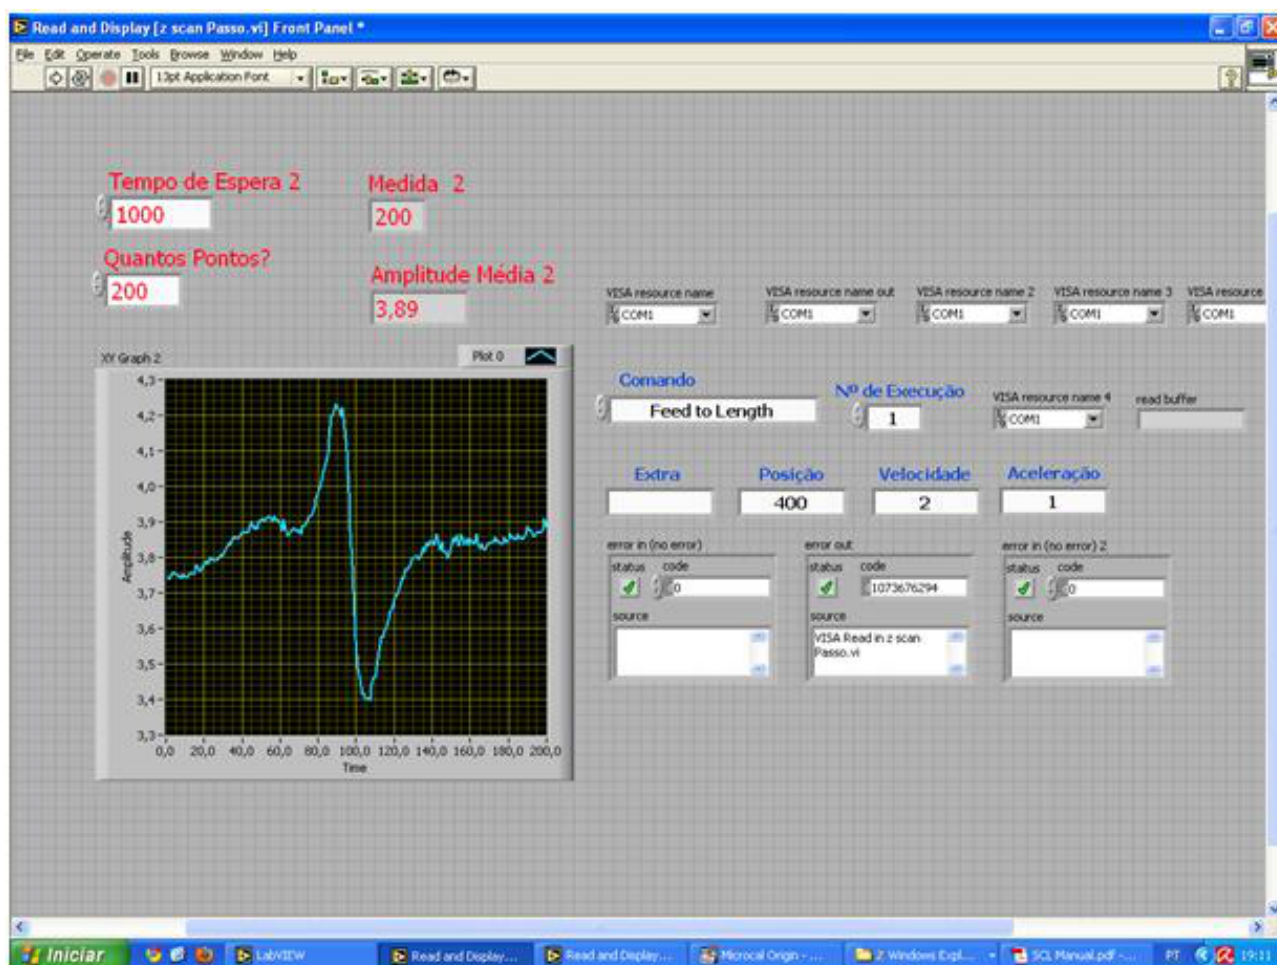 Read and Display [z scan Passo.vi] Front Panel *
File Edit Operate Tools Browse Window Help
13pt Application Font
Tempo de Espera 2
1000
Medida 2
200
Quantos Pontos?
200
Amplitude Média 2
3,89
VISA resource name
VISA resource name out
VISA resource name 2
VISA resource name 3
VISA resource
COM1
COM1
COM1
COM1
COM1
XY Graph 2
Plot 0
4,3
4,2
4,1
4,0
3,9
3,8
3,7
3,6
3,5
3,4
3,3
Amplitude
0,0 20,0 40,0 60,0 80,0 100,0 120,0 140,0 160,0 180,0 200,0
Time
Comando
Feed to Length
Nº de Execução
1
VISA resource name 4
COM1
read buffer
Extra
Posição
400
Velocidade
2
Aceleração
1
error in (no error)
status code
0
source
error out
status code
1073676294
source
VISA Read in z scan
Passo.vi
error in (no error) 2
status code
0
source
Iniciar
LabVIEW
Read and Display...
Read and Display...
Microcal Origin - ...
2 Windows Expl...
SCL Manual.pdf -...
PT
19:11